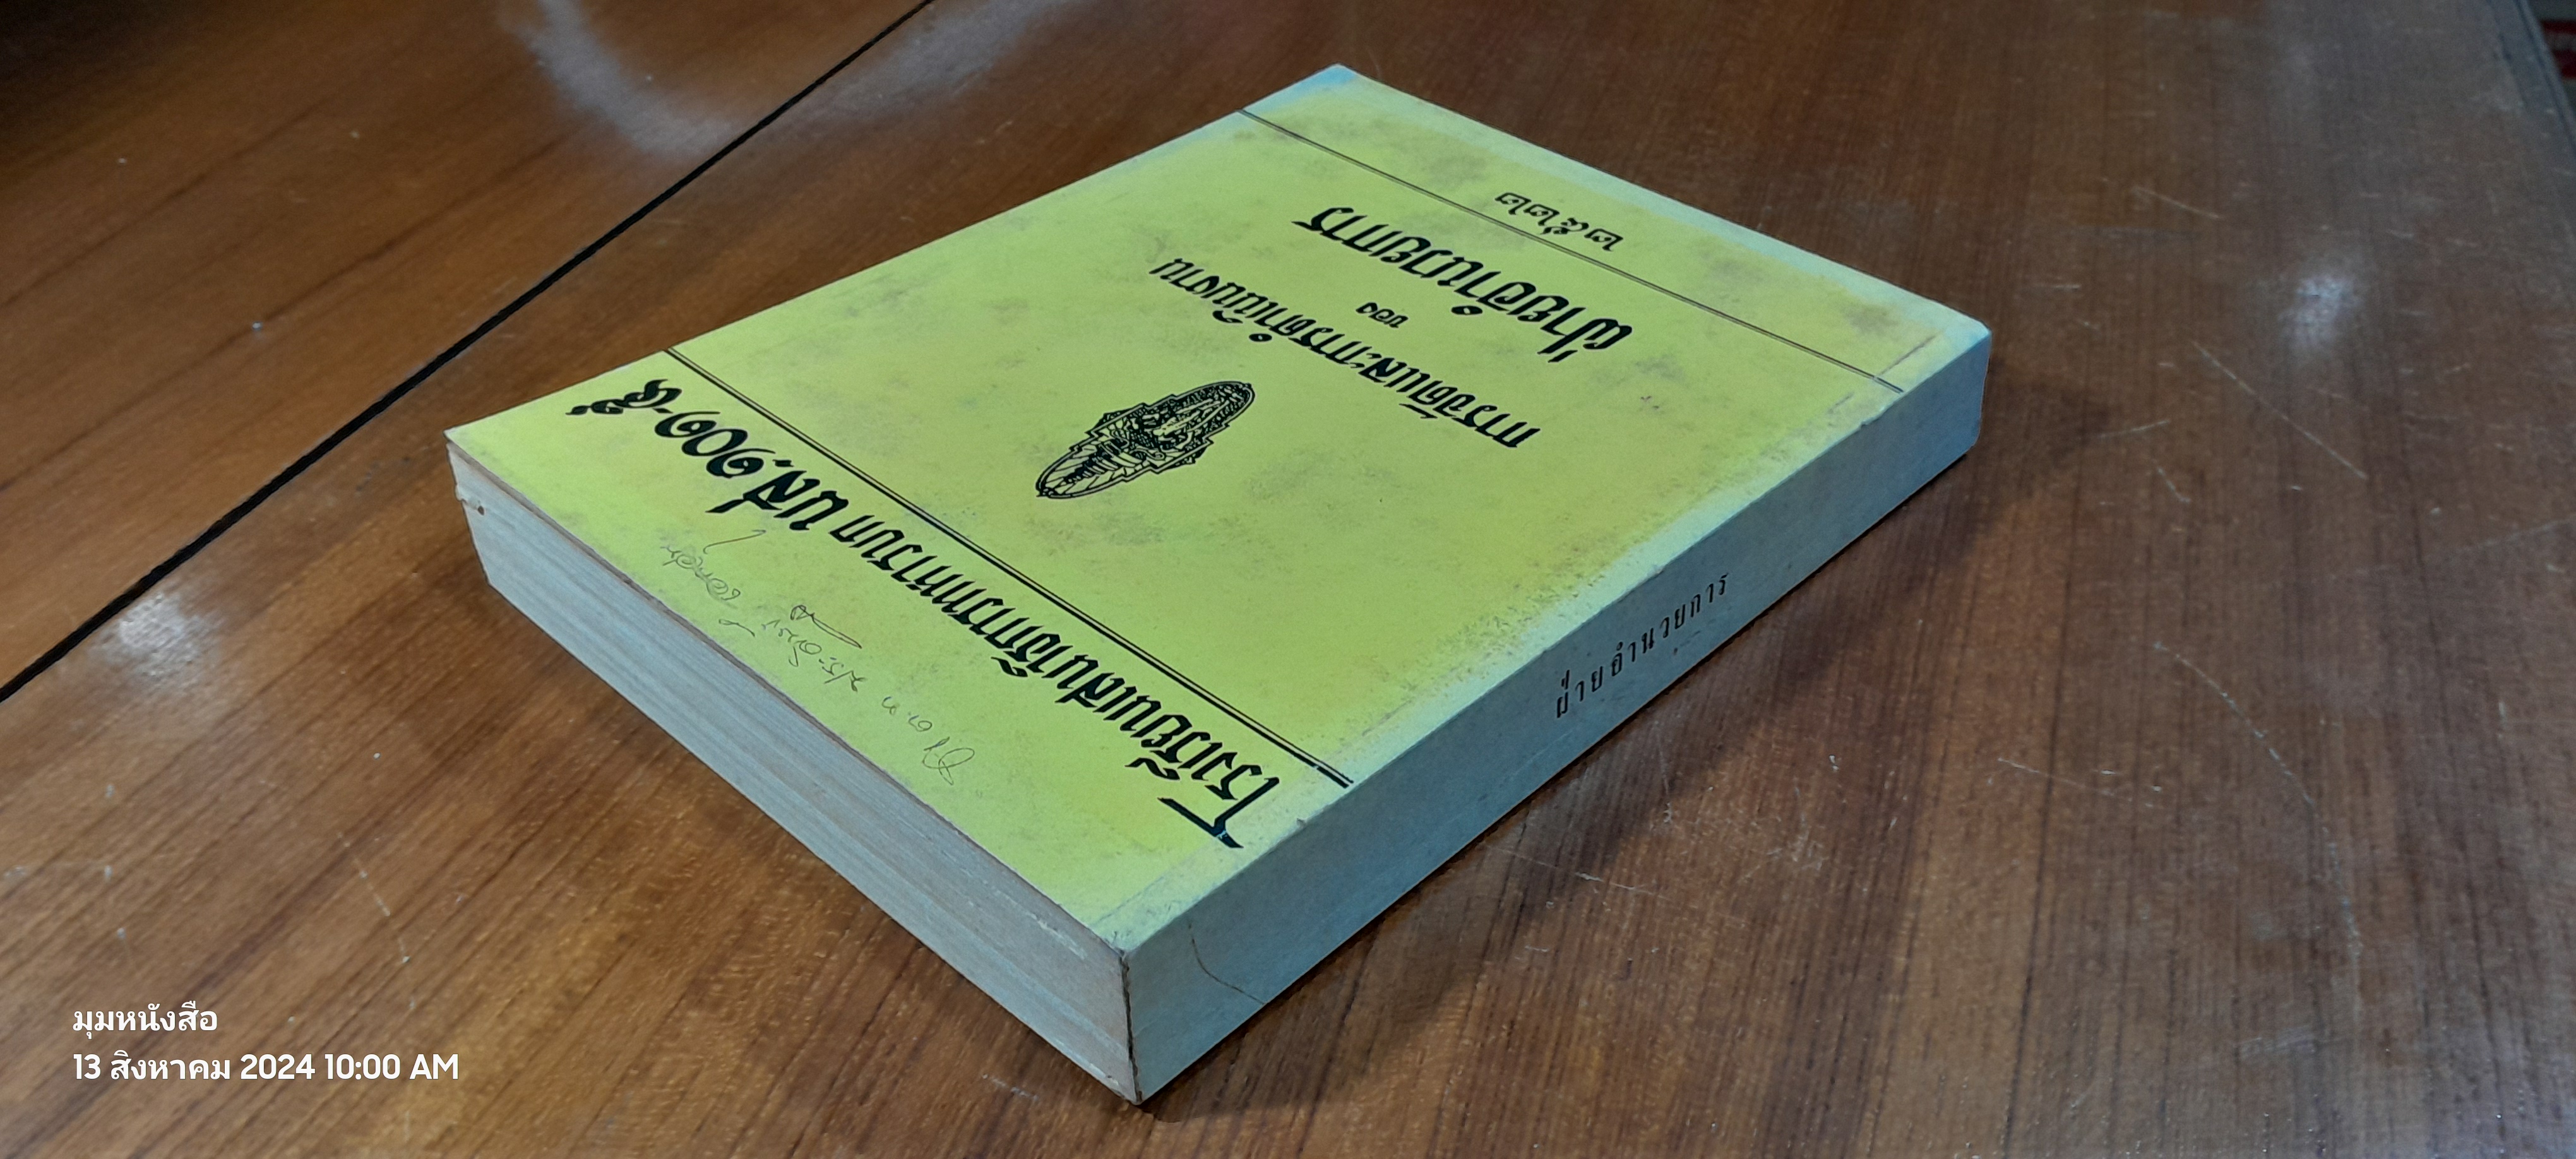 โรงเรียนเสนาธิการทหารบก นส.๑๐๑-๕
การจัดและการดำเนินงาน
ของ
ฝ่ายอำนวยการ
๒๕๒๒
ฝ่ายอำนวยการ
มุมหนังสือ
13 สิงหาคม 2024 10:00 AM